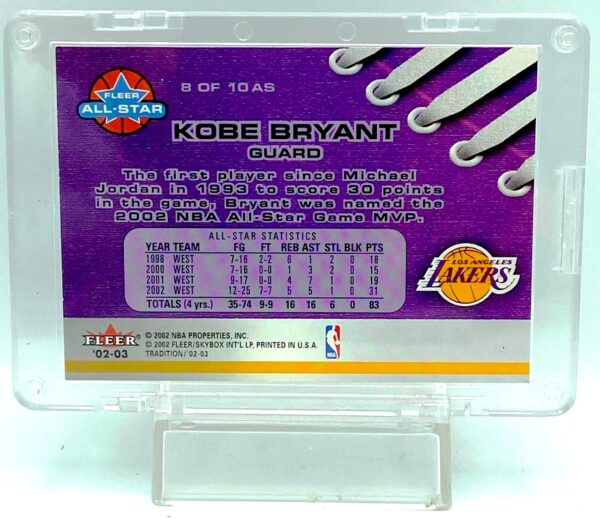 FLEER
ALL-STAR
8 OF 10 AS
KOBE BRYANT
GUARD
The first player since Michael
Jordan in 1993 to score 30 points
in the game, Bryant was named the
2002 NBA All-Star Game MVP.
ALL-STAR STATISTICS
YEAR TEAM FG FT REB AST STL BLK PTS
1998 WEST 7-16 2-2 6 1 2 0 18
2000 WEST 7-16 0-0 1 3 2 0 15
2001 WEST 9-17 0-0 4 7 1 0 19
2002 WEST 12-25 7-7 5 5 1 0 31
TOTALS (4 yrs.) 35-74 9-9 16 16 6 0 83
LOS ANGELES
LAKERS
FLEER
'02-03
© 2002 NBA PROPERTIES, INC.
© 2002 FLEER/SKYBOX INT'L LP, PRINTED IN U.S.A.
TRADITION/'02-03
NBA